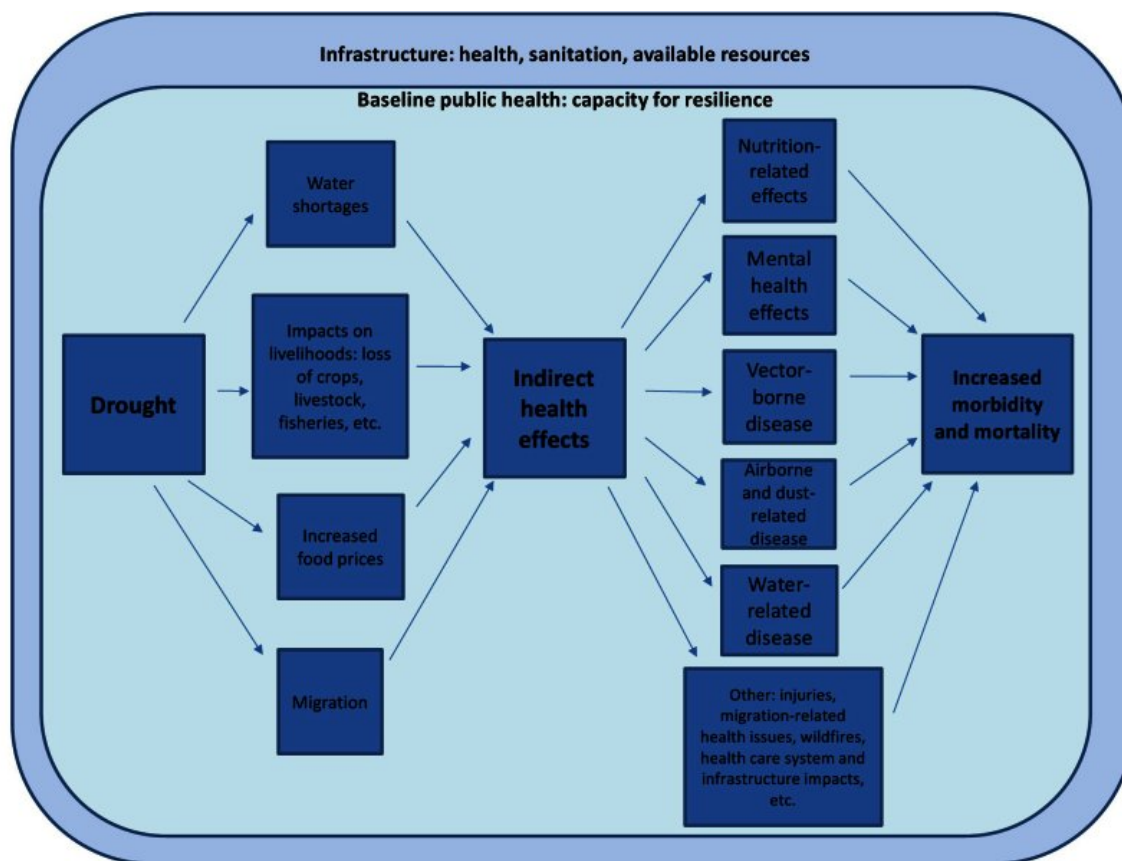 Infrastructure: health, sanitation, available resources
Baseline public health: capacity for resilience
Drought
Water
shortages
Impacts on
livelihoods: loss
of crops,
livestock,
fisheries, etc.
Increased
food prices
Migration
Indirect
health
effects
Nutrition-
related
effects
Mental
health
effects
Vector-
borne
disease
Airborne
and dust-
related
disease
Water-
related
disease
Other: injuries,
migration-related
health issues, wildfires,
health care system and
infrastructure impacts,
etc.
Increased
morbidity
and mortality